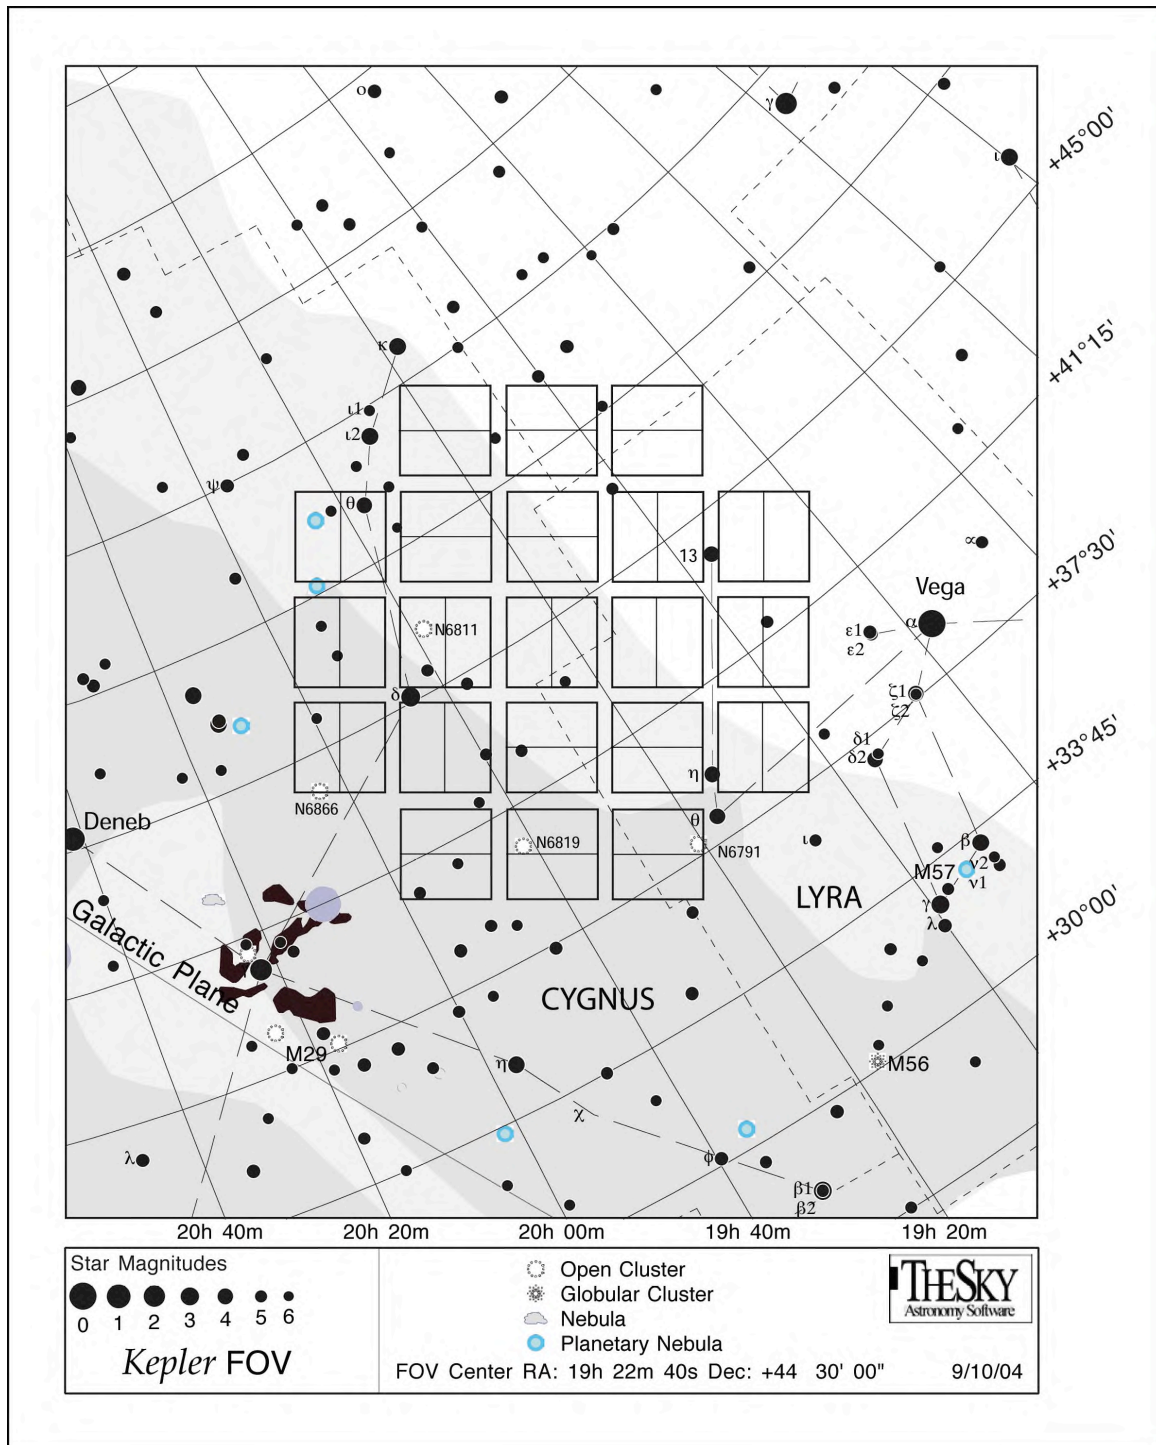 ο
γ
ι
+45°00'
κ
+41°15'
ι1
ι2
ψ
θ
13
∝
+37°30'
Vega
α
ε1
ε2
N6811
δ
ζ1
ζ2
+33°45'
δ1
δ2
η
N6866
θ
Deneb
N6819
N6791
ι
β
M57
ν2
ν1
LYRA
γ
λ
+30°00'
Galactic Plane
γ
CYGNUS
M29
η
M56
χ
λ
φ
β1
β2
20h 40m 20h 20m 20h 00m 19h 40m 19h 20m
Star Magnitudes
0 1 2 3 4 5 6
Kepler FOV
Open Cluster
Globular Cluster
Nebula
Planetary Nebula
FOV Center RA: 19h 22m 40s Dec: +44 30' 00" 9/10/04
THESKY
Astronomy Software